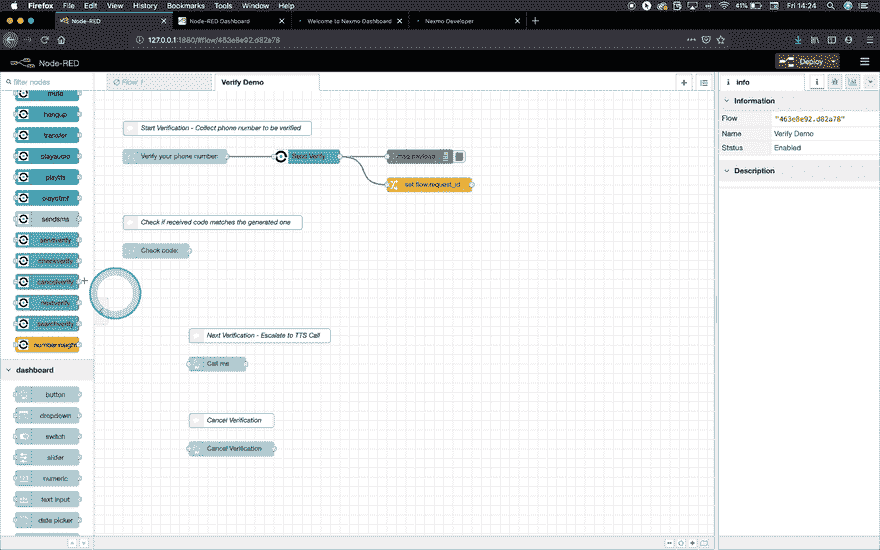 Firefox File Edit View History Bookmarks Tools Window Help
41% Fri 14:24
Node-RED
Node-RED Dashboard
Welcome to Nexmo Dashboard
Nexmo Developer
127.0.0.1:1880/#flow/463e8e92.d82a78
Node-RED
Deploy
filter nodes
Flow 1
Verify Demo
info
info
Information
Flow "463e8e92.d82a78"
Name Verify Demo
Status Enabled
Description
hangup
transfer
playaudio
playtts
playdtmf
sendsms
sendverify
checkverify
cancelverify
nextverify
searchverify
numberinsight
dashboard
button
dropdown
switch
slider
numeric
text input
date picker
Start Verification - Collect phone number to be verified
Verify your phone number:
msg.payload
set flow.request_id
Check if received code matches the generated one
Check code:
Next Verification - Escalate to TTS Call
Call me
Cancel Verification
Cancel Verification